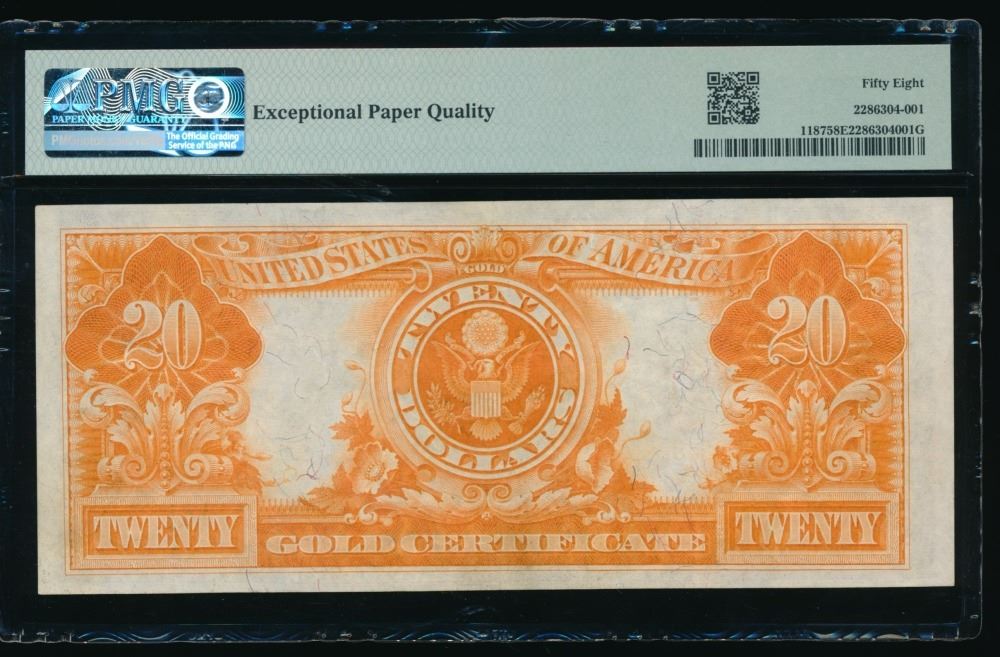 PMG
PAPER MONEY GUARANTY
The Official Grading
Service of the PNG
Exceptional Paper Quality
Fifty Eight
2286304-001
118758E2286304001G
UNITED STATES OF AMERICA
GOLD
20
20
TWENTY
DOLLARS
TWENTY
GOLD CERTIFICATE
TWENTY